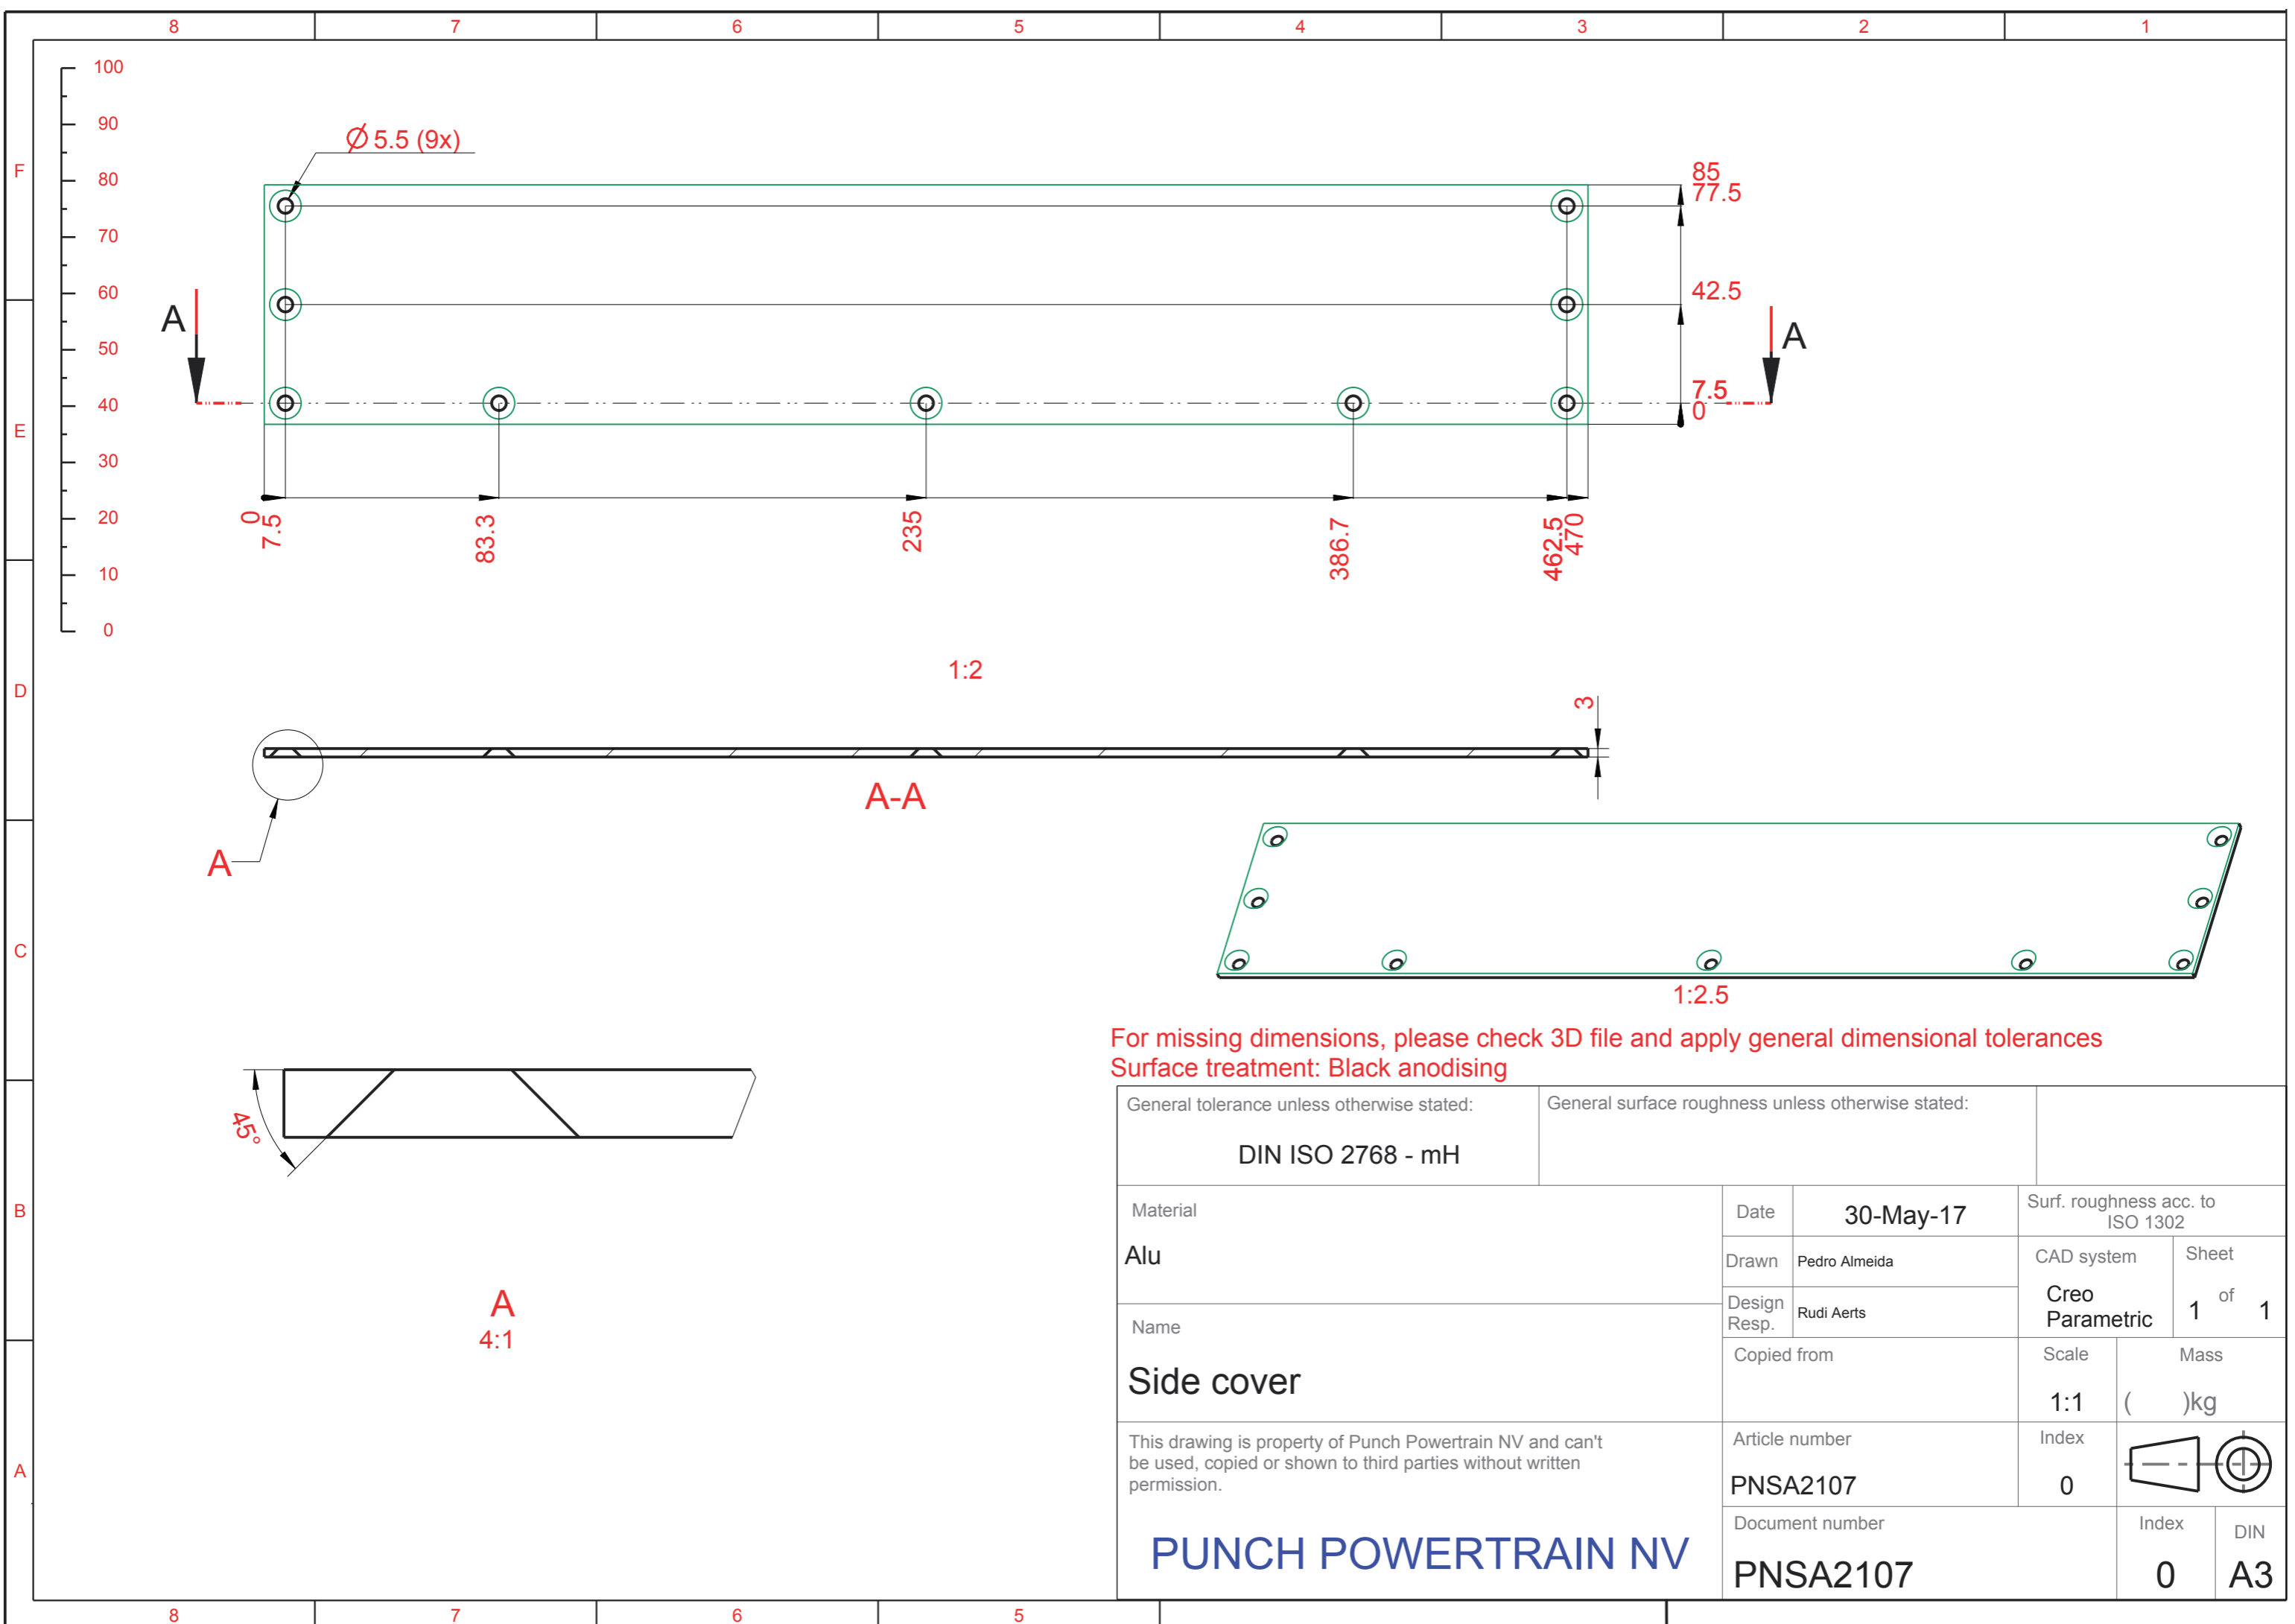 8 7 6 5 4 3 2 1
100
90
80
70
60
50
40
30
20
10
0
F
E
D
C
B
A
Ø 5.5 (9x)
85
77.5
42.5
7.5
0
A
A
0
7.5
83.3
235
386.7
462.5
470
1:2
3
A-A
A
1:2.5
45°
A
4:1
For missing dimensions, please check 3D file and apply general dimensional tolerances
Surface treatment: Black anodising
General tolerance unless otherwise stated:
DIN ISO 2768 - mH
General surface roughness unless otherwise stated:
Material
Alu
Date
30-May-17
Surf. roughness acc. to
ISO 1302
Drawn
Pedro Almeida
CAD system
Creo
Parametric
Sheet
1 of 1
Design
Resp.
Rudi Aerts
Name
Side cover
Copied from
Scale
1:1
Mass
( )kg
This drawing is property of Punch Powertrain NV and can't
be used, copied or shown to third parties without written
permission.
Article number
PNSA2107
Index
0
PUNCH POWERTRAIN NV
Document number
PNSA2107
Index
0
DIN
A3
8 7 6 5